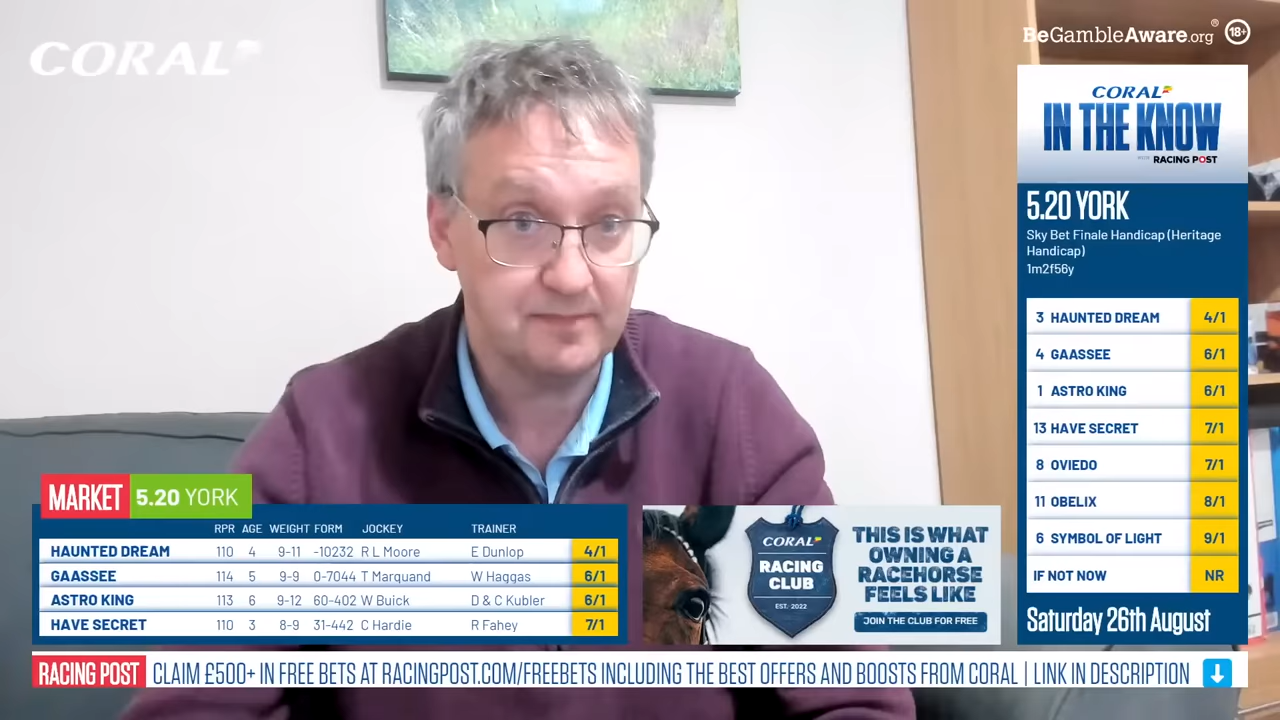 CORAL
BeGambleAware.org® 18+
CORAL
IN THE KNOW
WITH RACING POST
5.20 YORK
Sky Bet Finale Handicap (Heritage
Handicap)
1m2f56y
3 HAUNTED DREAM 4/1
4 GAASSEE 6/1
1 ASTRO KING 6/1
13 HAVE SECRET 7/1
8 OVIEDO 7/1
11 OBELIX 8/1
6 SYMBOL OF LIGHT 9/1
IF NOT NOW NR
Saturday 26th August
MARKET 5.20 YORK
RPR AGE WEIGHT FORM JOCKEY TRAINER
HAUNTED DREAM 110 4 9-11 -10232 R L Moore E Dunlop 4/1
GAASSEE 114 5 9-9 0-7044 T Marquand W Haggas 6/1
ASTRO KING 113 6 9-12 60-402 W Buick D & C Kubler 6/1
HAVE SECRET 110 3 8-9 31-442 C Hardie R Fahey 7/1
CORAL
RACING
CLUB
EST. 2022
THIS IS WHAT
OWNING A
RACEHORSE
FEELS LIKE
JOIN THE CLUB FOR FREE
RACING POST CLAIM £500+ IN FREE BETS AT RACINGPOST.COM/FREEBETS INCLUDING THE BEST OFFERS AND BOOSTS FROM CORAL | LINK IN DESCRIPTION